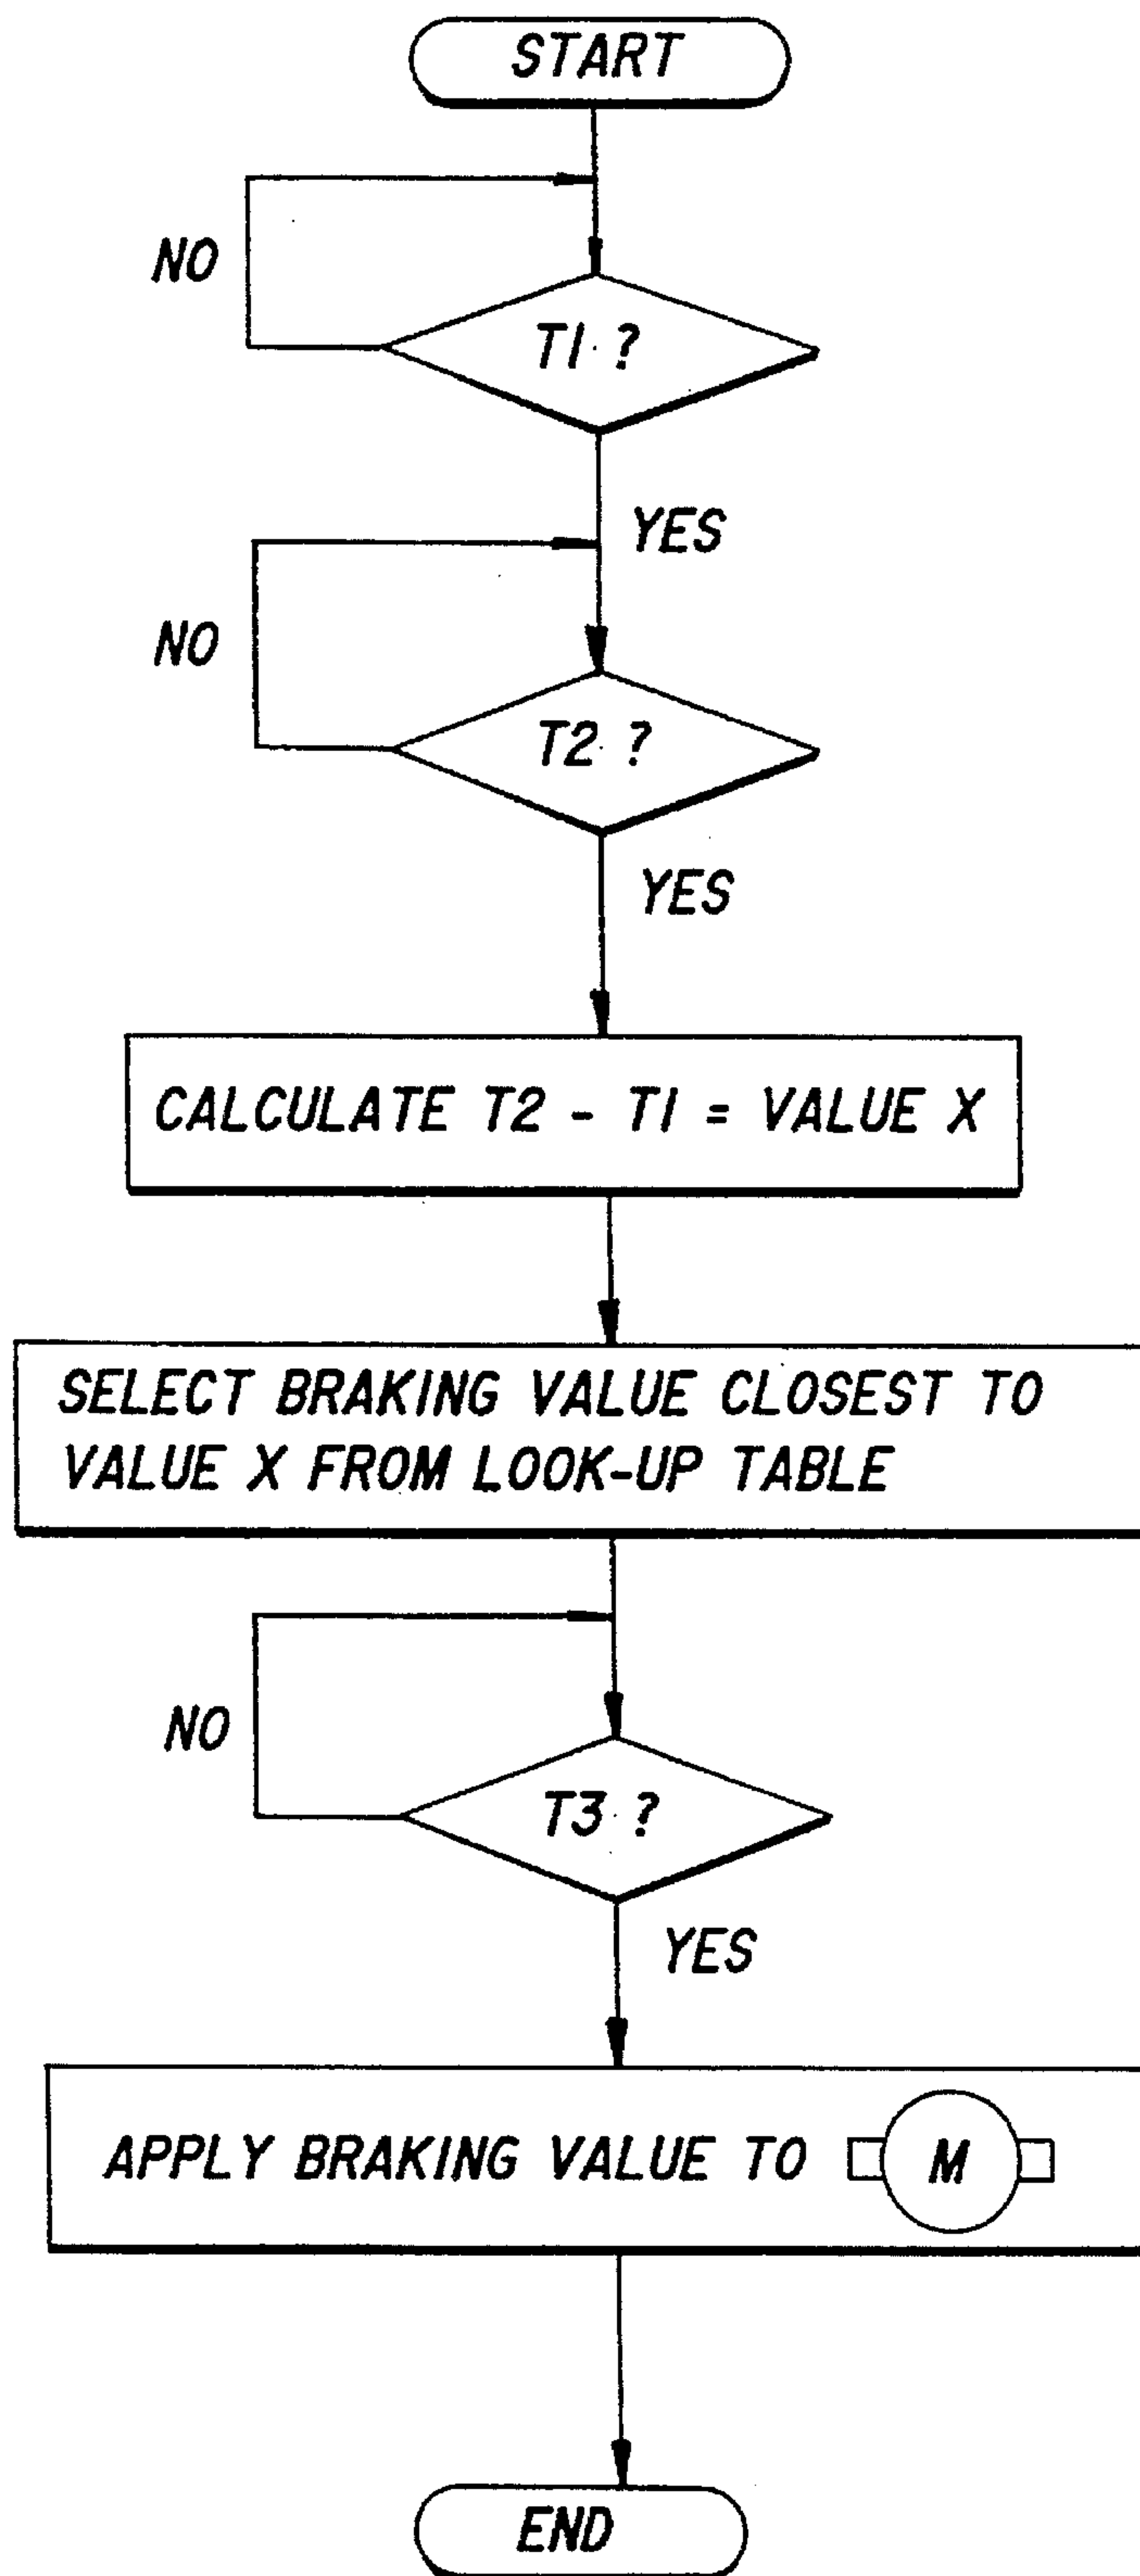 START
NO
T1 ?
YES
NO
T2 ?
YES
CALCULATE T2 - T1 = VALUE X
SELECT BRAKING VALUE CLOSEST TO
VALUE X FROM LOOK-UP TABLE
NO
T3 ?
YES
APPLY BRAKING VALUE TO M
END